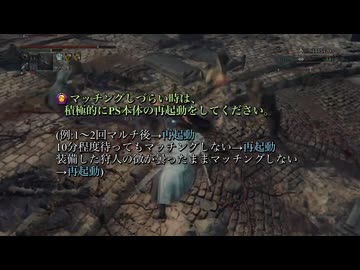 マッチングしづらい時は、
積極的にPS本体の再起動をしてください。
(例:1～2回マルチ後→再起動
10分程度待ってもマッチングしない→再起動
装備した狩人の徴が曇ったままマッチングしない
→再起動)